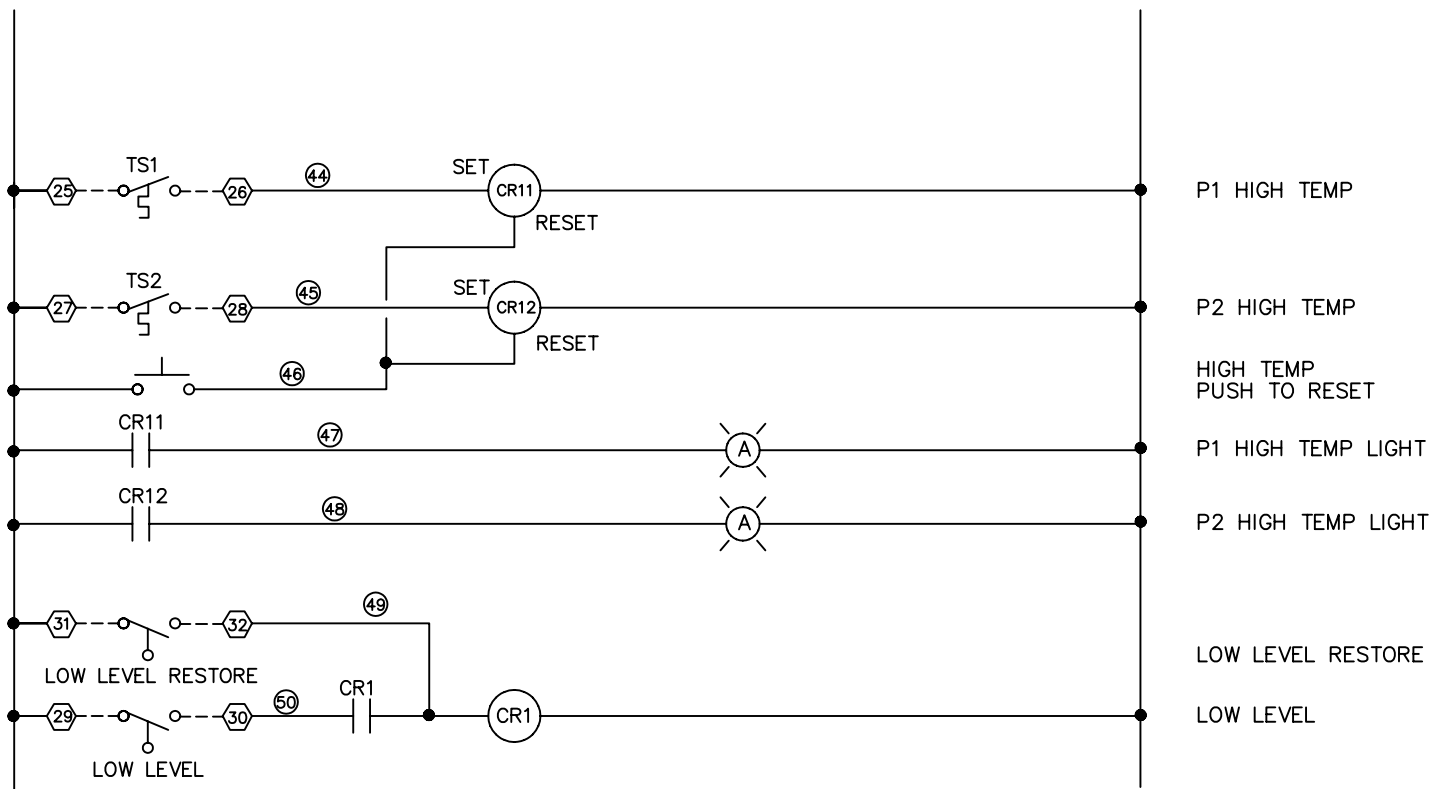 TS1
25
26
44
SET
CR11
RESET
P1 HIGH TEMP
TS2
27
28
45
SET
CR12
RESET
P2 HIGH TEMP
46
HIGH TEMP
PUSH TO RESET
CR11
47
A
P1 HIGH TEMP LIGHT
CR12
48
A
P2 HIGH TEMP LIGHT
31
32
49
LOW LEVEL RESTORE
LOW LEVEL RESTORE
29
30
50
CR1
CR1
LOW LEVEL
LOW LEVEL